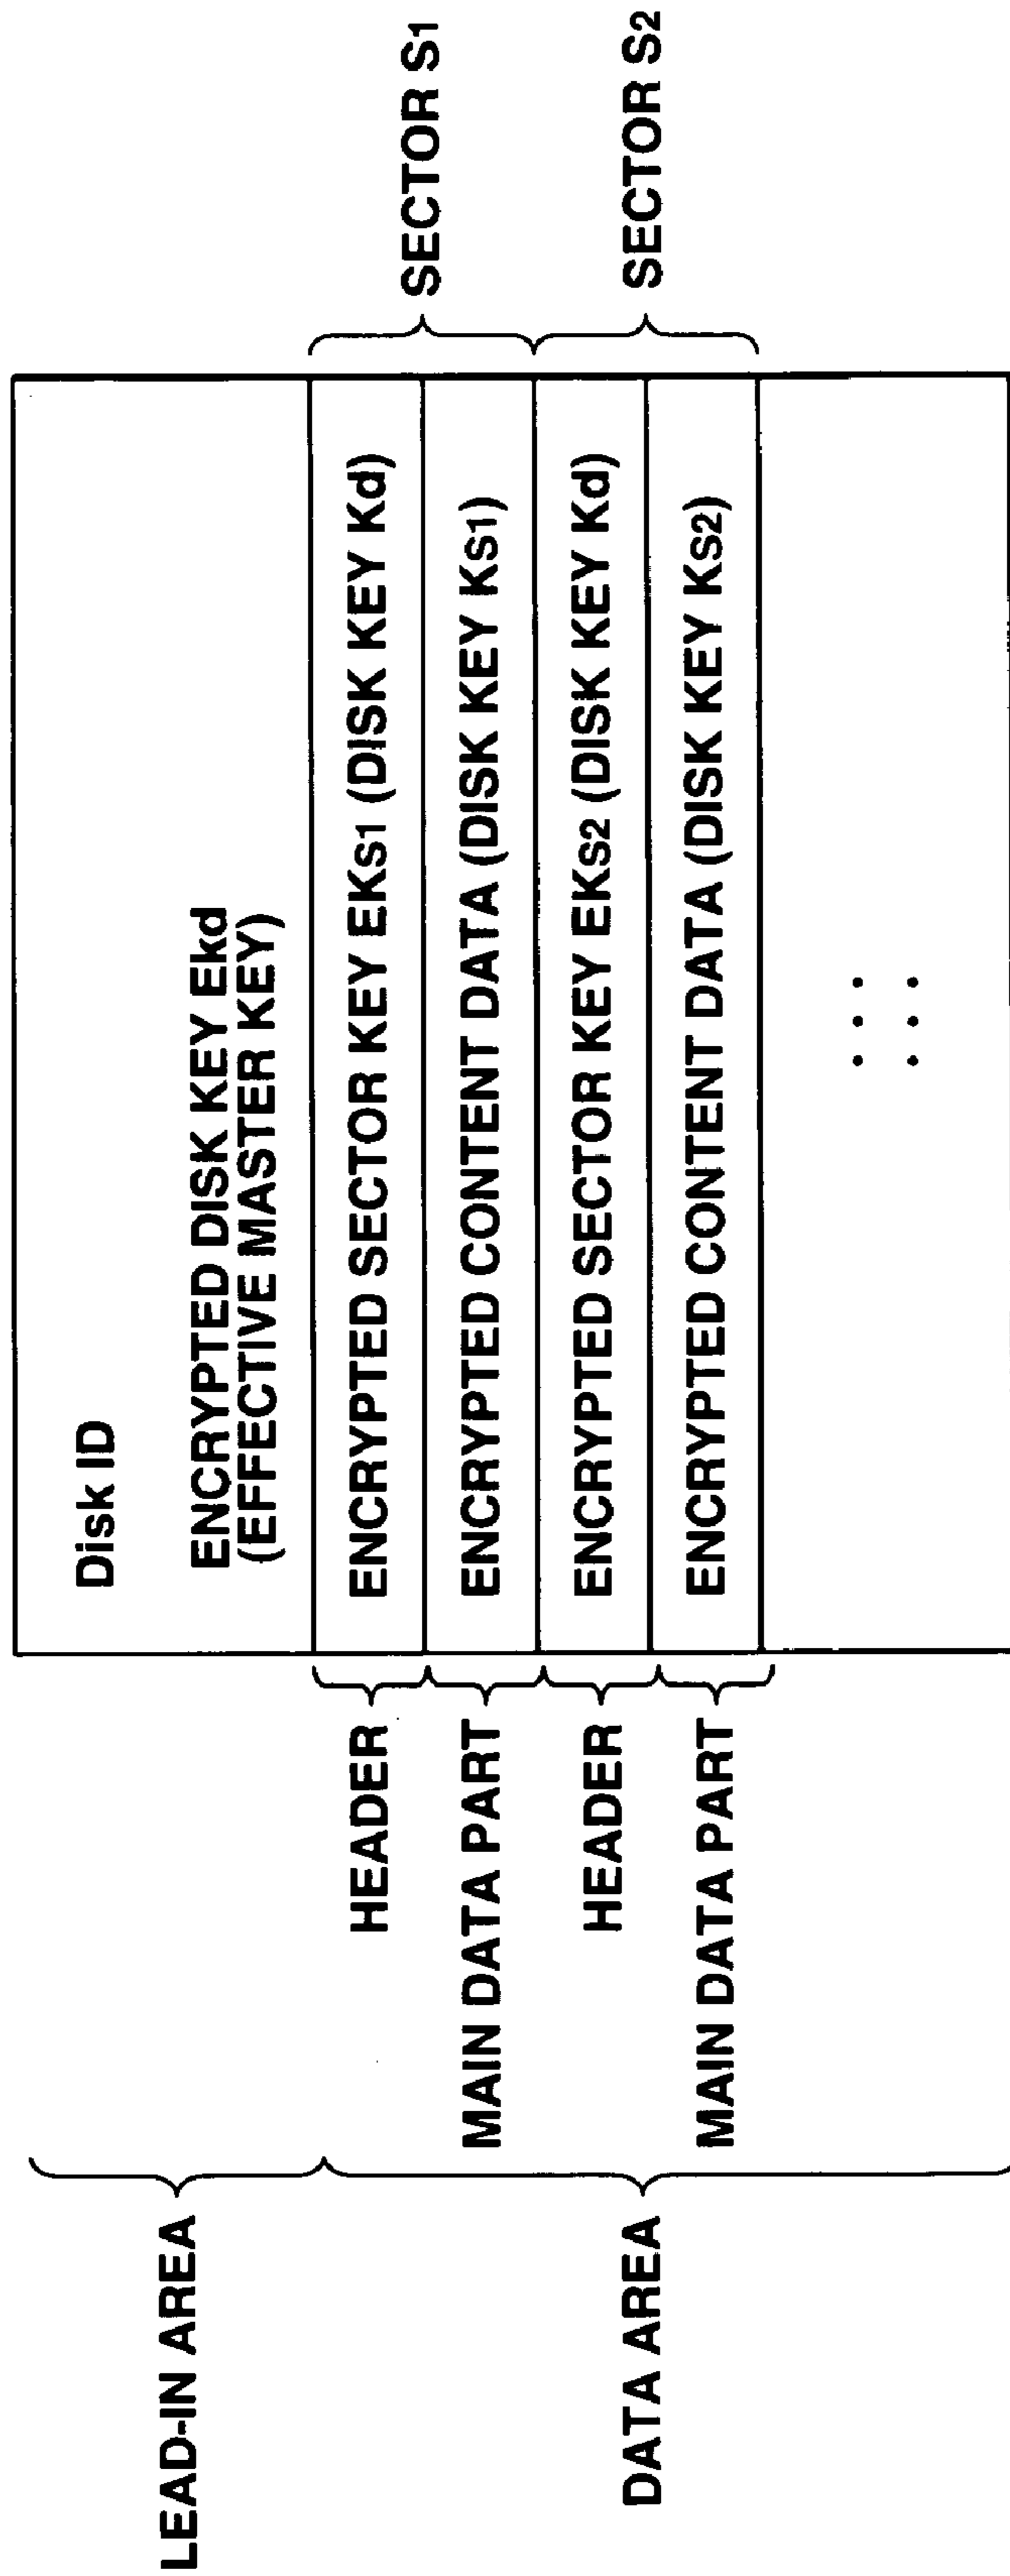 LEAD-IN AREA
Disk ID
ENCRYPTED DISK KEY Ekd
(EFFECTIVE MASTER KEY)
DATA AREA
HEADER
ENCRYPTED SECTOR KEY EKS1 (DISK KEY Kd)
SECTOR S1
MAIN DATA PART
ENCRYPTED CONTENT DATA (DISK KEY KS1)
HEADER
ENCRYPTED SECTOR KEY EKS2 (DISK KEY Kd)
SECTOR S2
MAIN DATA PART
ENCRYPTED CONTENT DATA (DISK KEY KS2)